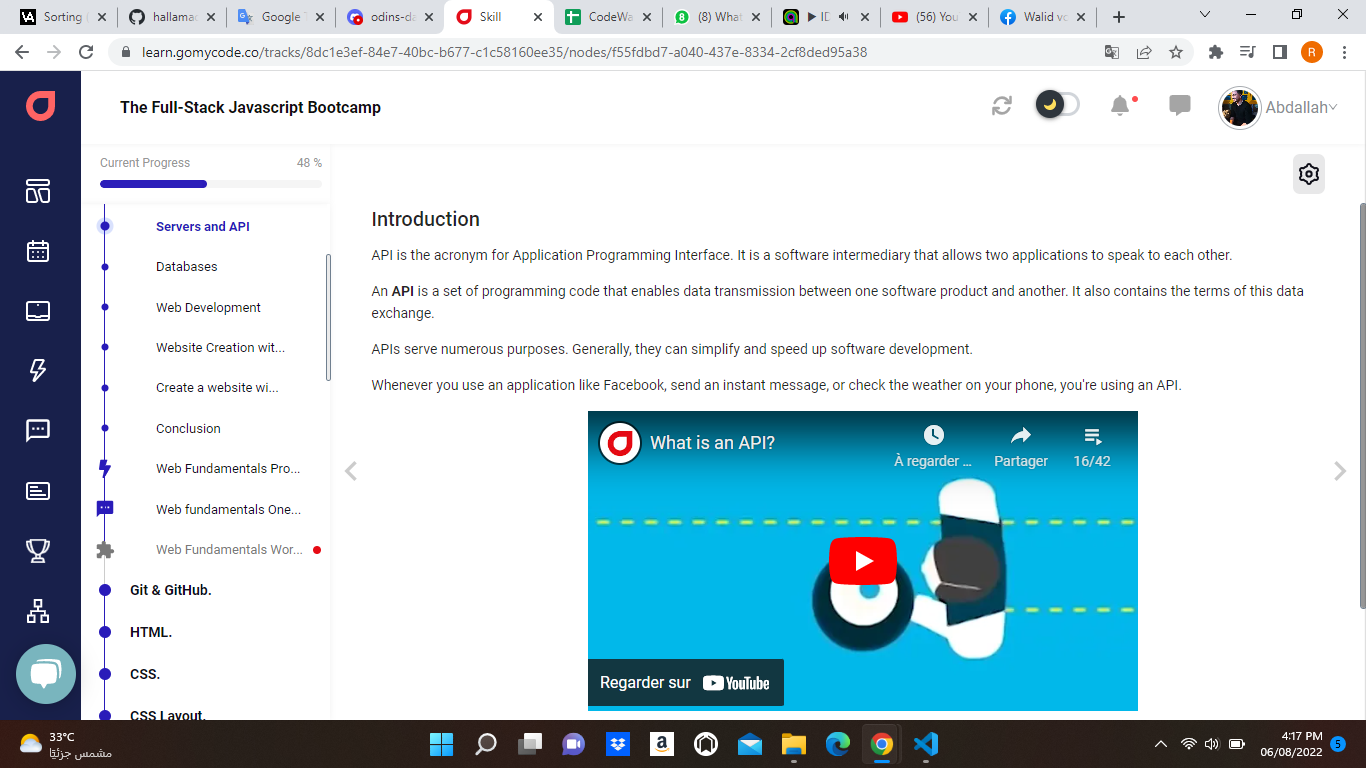 Sorting
hallamad
Google T
odins-da
Skill
CodeWa
(8) What
ID
(56) You
Walid vo
learn.gomycode.co/tracks/8dc1e3ef-84e7-40bc-b677-c1c58160ee35/nodes/f55fdbd7-a040-437e-8334-2cf8ded95a38
R
The Full-Stack Javascript Bootcamp
Abdallah
Current Progress
48 %
Servers and API
Databases
Web Development
Website Creation wit...
Create a website wi...
Conclusion
Web Fundamentals Pro...
Web fundamentals One...
Web Fundamentals Wor...
Git & GitHub.
HTML.
CSS.
CSS Layout.
Introduction
API is the acronym for Application Programming Interface. It is a software intermediary that allows two applications to speak to each other.
An API is a set of programming code that enables data transmission between one software product and another. It also contains the terms of this data
exchange.
APIs serve numerous purposes. Generally, they can simplify and speed up software development.
Whenever you use an application like Facebook, send an instant message, or check the weather on your phone, you're using an API.
What is an API?
À regarder ...
Partager
16/42
Regarder sur
YouTube
33°C
مشمس جزئيًا
4:17 PM
06/08/2022
5